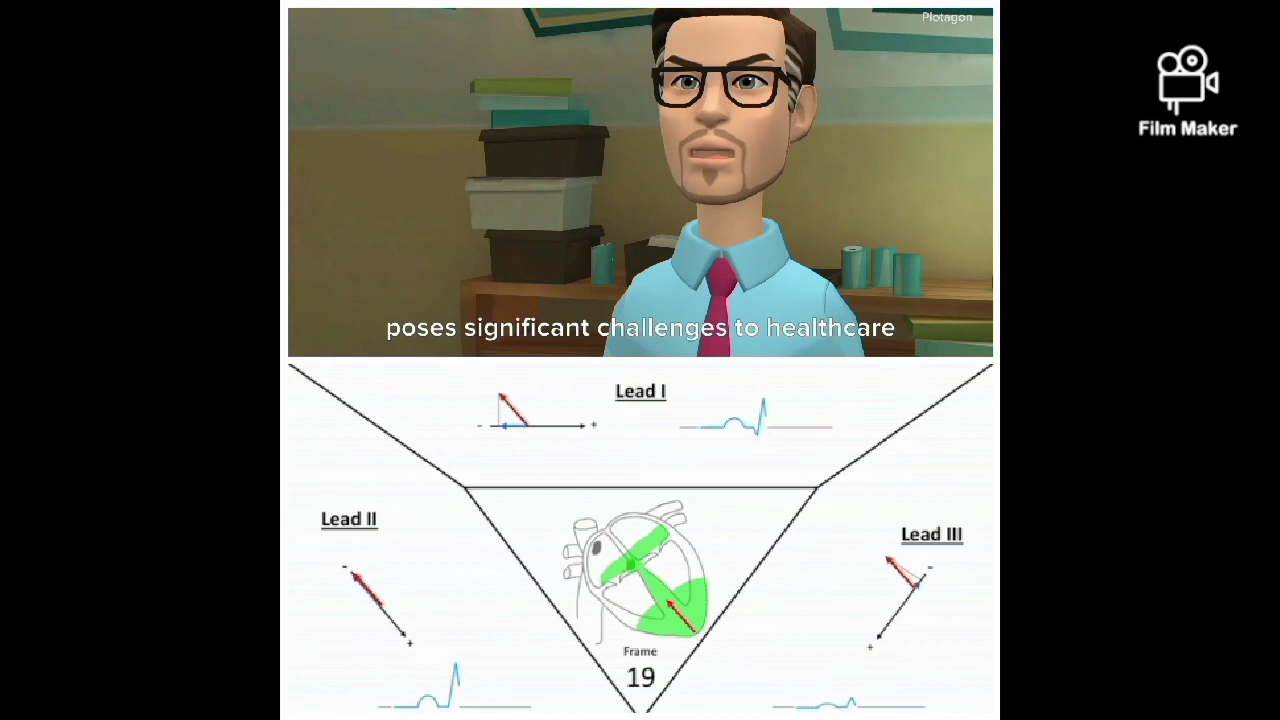 Plotagon
Film Maker
poses significant challenges to healthcare
Lead I
- +
Lead II
-
+
Lead III
-
+
Frame
19